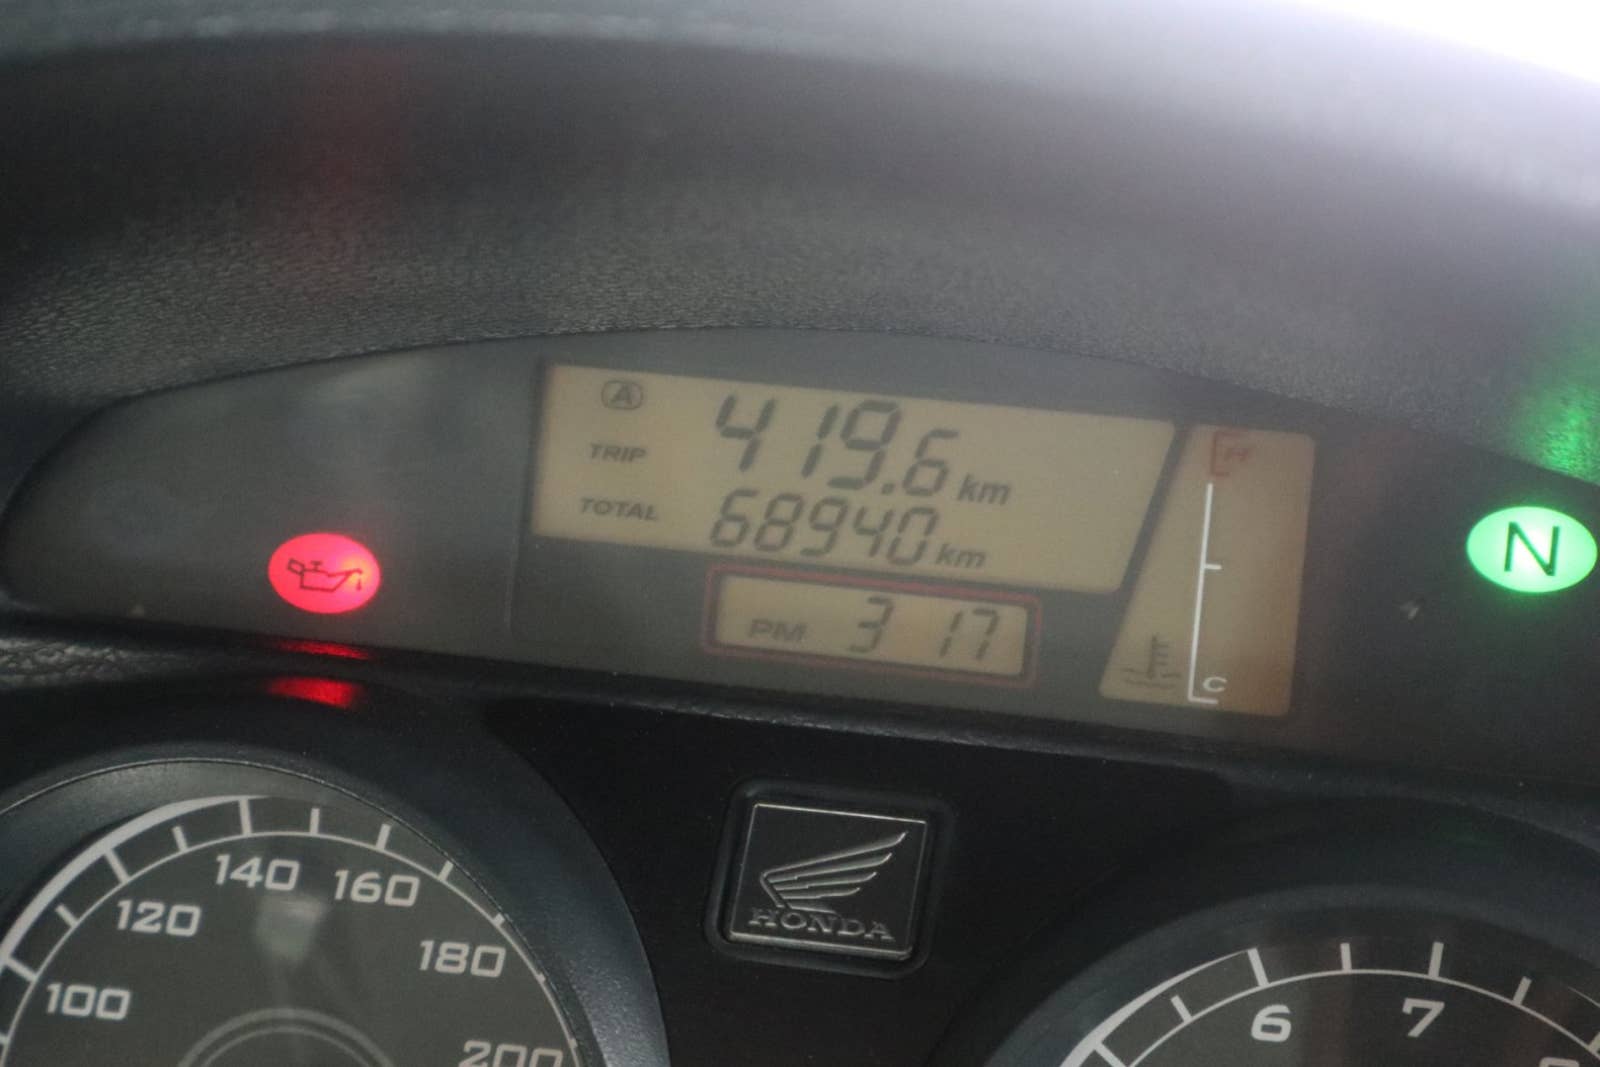 A
TRIP 419.6 km
TOTAL 68940 km
PM 3 17
H
C
N
HONDA
100
120
140
160
180
200
6
7